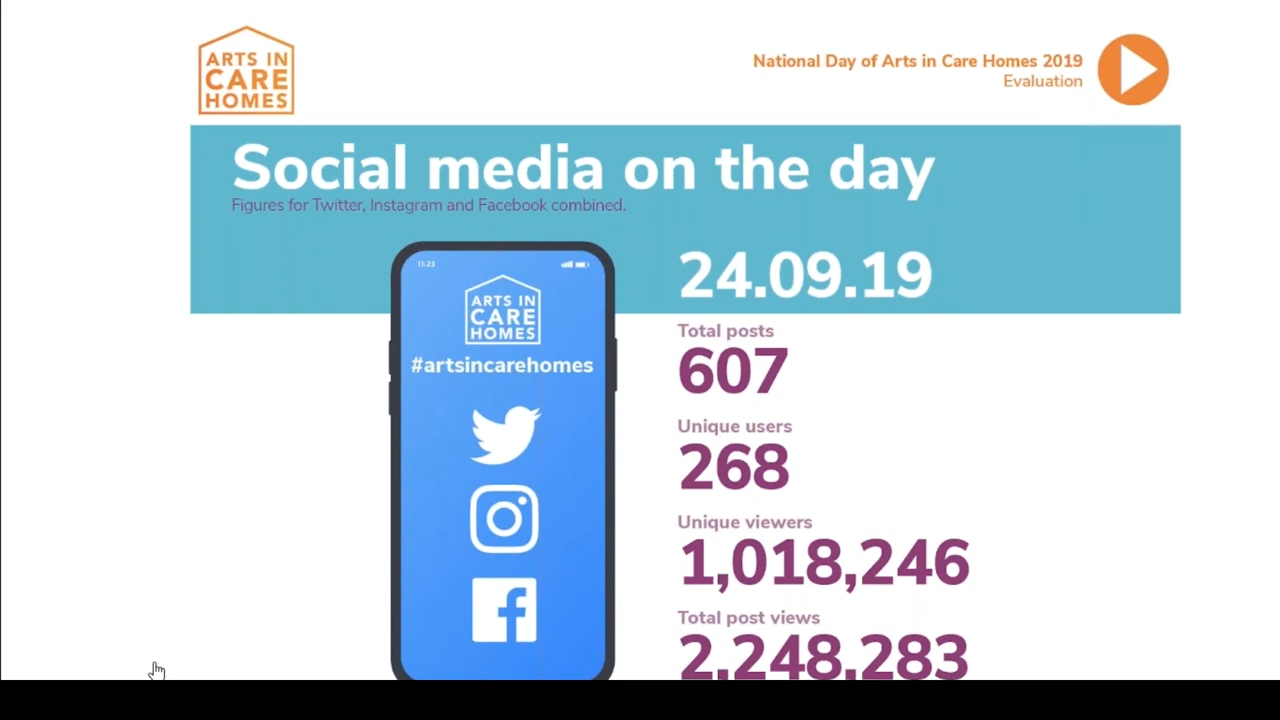 ARTS IN
CARE
HOMES
National Day of Arts in Care Homes 2019
Evaluation
Social media on the day
Figures for Twitter, Instagram and Facebook combined.
11:23
ARTS IN
CARE
HOMES
#artsincarehomes
24.09.19
Total posts
607
Unique users
268
Unique viewers
1,018,246
Total post views
2,248,283